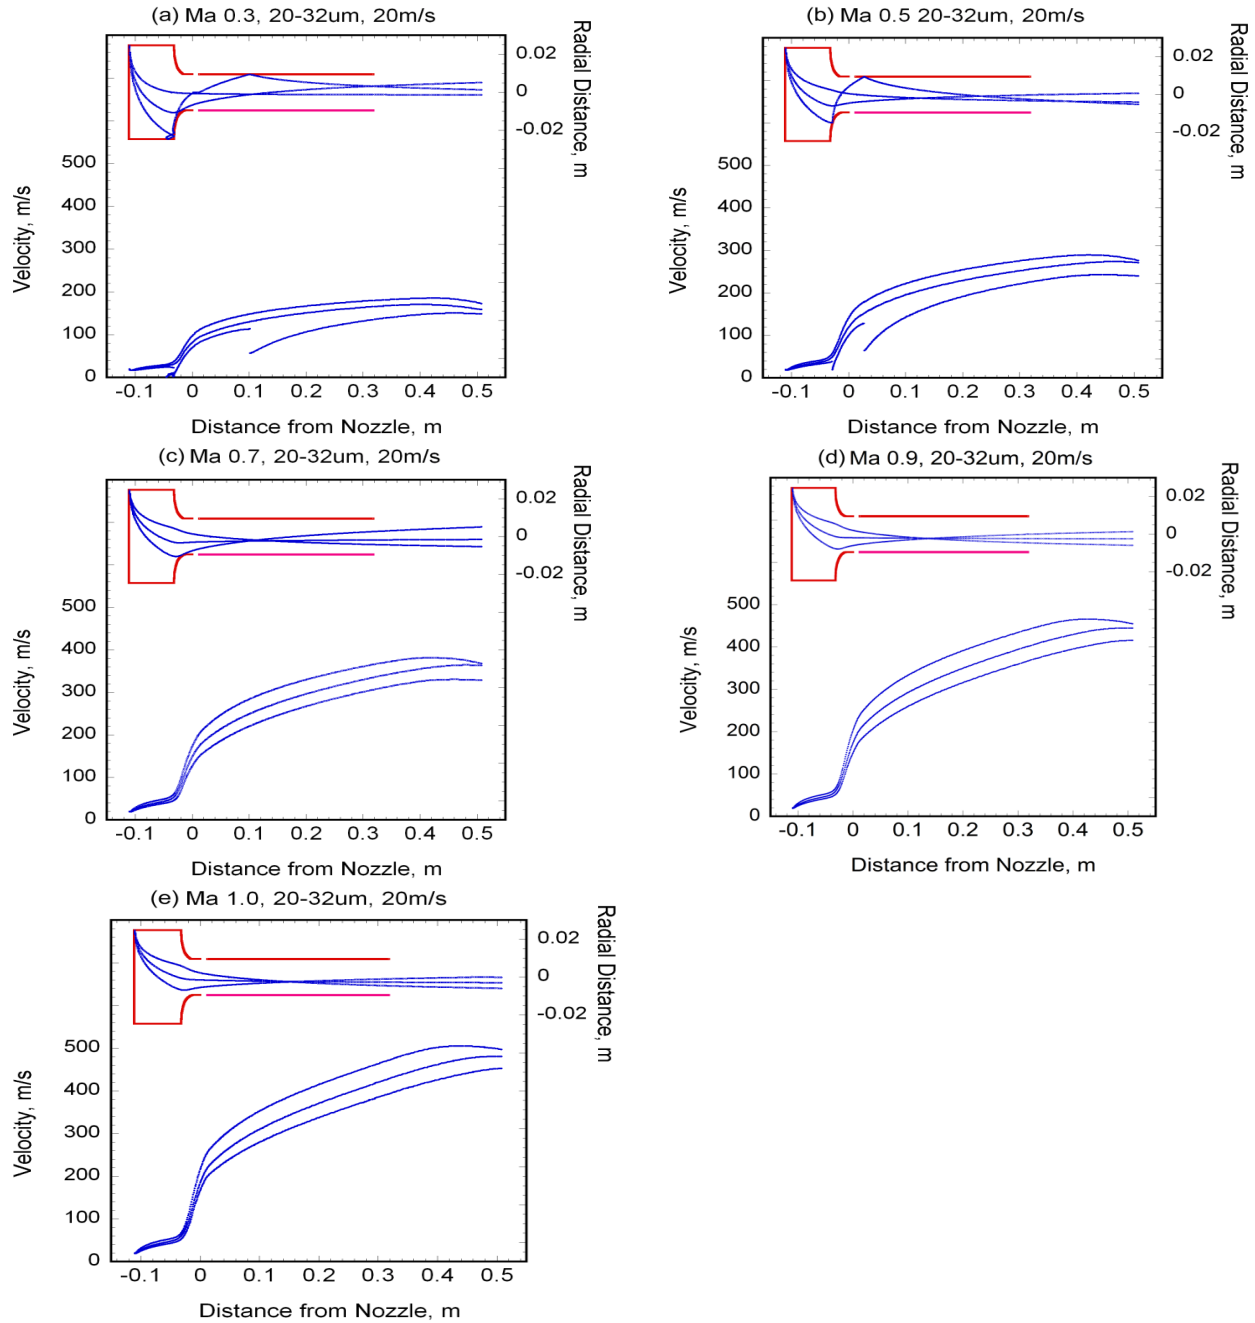 (a) Ma 0.3, 20-32um, 20m/s
0.02
0
-0.02
Radial Distance, m
500
400
300
200
100
0
Velocity, m/s
-0.1 0 0.1 0.2 0.3 0.4 0.5
Distance from Nozzle, m
(b) Ma 0.5 20-32um, 20m/s
0.02
0
-0.02
Radial Distance, m
500
400
300
200
100
0
Velocity, m/s
-0.1 0 0.1 0.2 0.3 0.4 0.5
Distance from Nozzle, m
(c) Ma 0.7, 20-32um, 20m/s
0.02
0
-0.02
Radial Distance, m
500
400
300
200
100
0
Velocity, m/s
-0.1 0 0.1 0.2 0.3 0.4 0.5
Distance from Nozzle, m
(d) Ma 0.9, 20-32um, 20m/s
0.02
0
-0.02
Radial Distance, m
500
400
300
200
100
0
Velocity, m/s
-0.1 0 0.1 0.2 0.3 0.4 0.5
Distance from Nozzle, m
(e) Ma 1.0, 20-32um, 20m/s
0.02
0
-0.02
Radial Distance, m
500
400
300
200
100
0
Velocity, m/s
-0.1 0 0.1 0.2 0.3 0.4 0.5
Distance from Nozzle, m